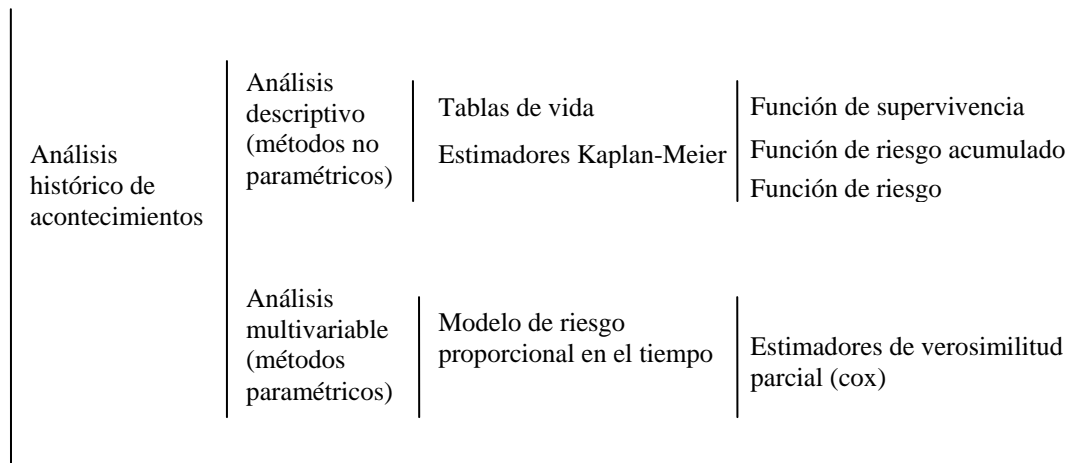 Análisis
histórico de
acontecimientos
Análisis
descriptivo
(métodos no
paramétricos)
Tablas de vida
Estimadores Kaplan-Meier
Función de supervivencia
Función de riesgo acumulado
Función de riesgo
Análisis
multivariable
(métodos
paramétricos)
Modelo de riesgo
proporcional en el tiempo
Estimadores de verosimilitud
parcial (cox)